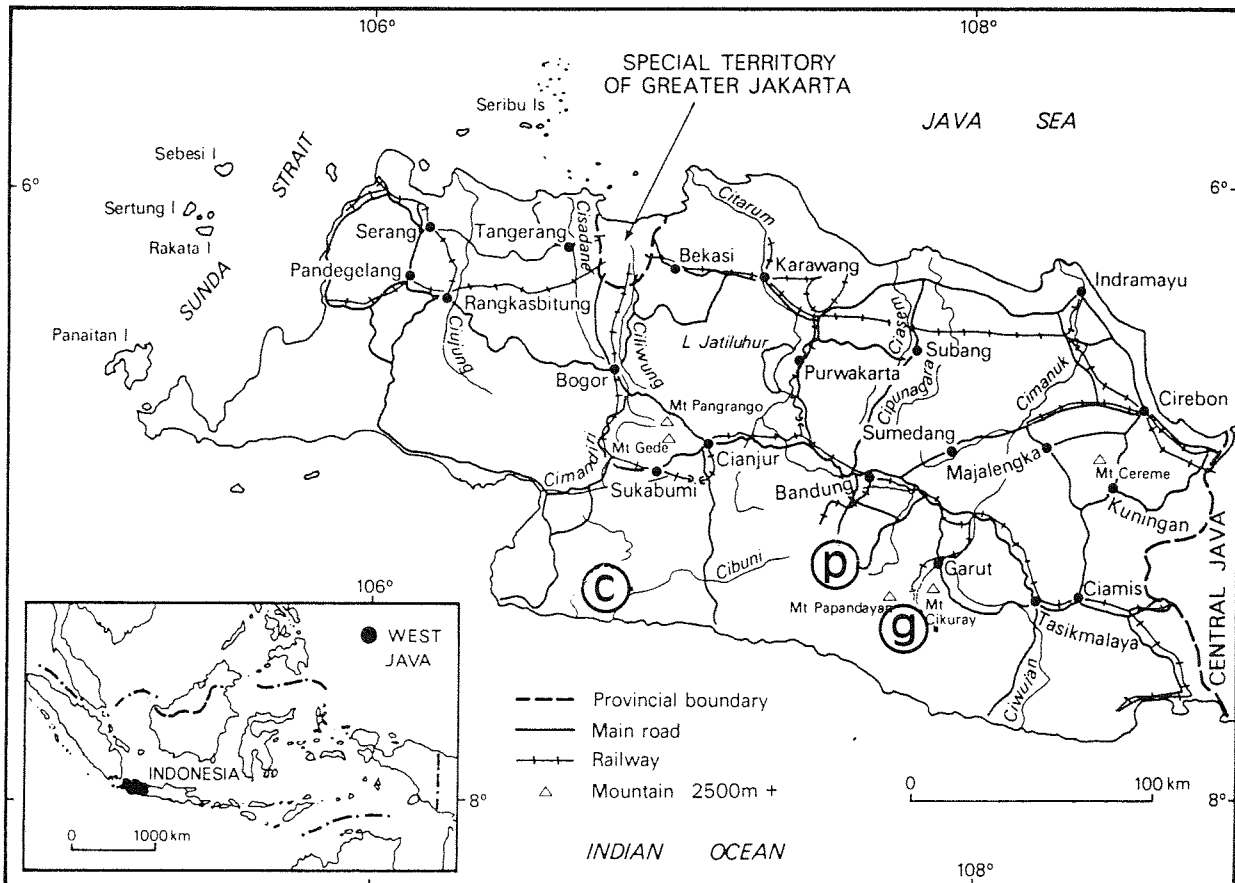 106°
108°
SPECIAL TERRITORY
OF GREATER JAKARTA
Seribu Is
JAVA SEA
Sebesi I
STRAIT
6°
6°
Sertung I
Rakata I
SUNDA
Serang
Tangerang
Cisadane
Citarum
Bekasi
Karawang
Pandegelang
Rangkasbitung
Indramayu
Panaitan I
Ciujung
Ciliwung
L Jatiluhur
Ciasem
Subang
Bogor
Purwakarta
Cipunagara
Cimanuk
Cirebon
Mt Pangrango
Mt Gede
Cimandiri
Cianjur
Sumedang
Majalengka
Mt Cereme
Sukabumi
Bandung
Kuningan
c
Cibuni
p
Garut
Ciamis
Mt Papandayan
g
Mt
Cikuray
Tasikmalaya
CENTRAL JAVA
Ciwulan
106°
WEST
JAVA
INDONESIA
0 1000 km
Provincial boundary
Main road
Railway
Mountain 2500m +
0 100 km
8°
8°
INDIAN OCEAN
108°